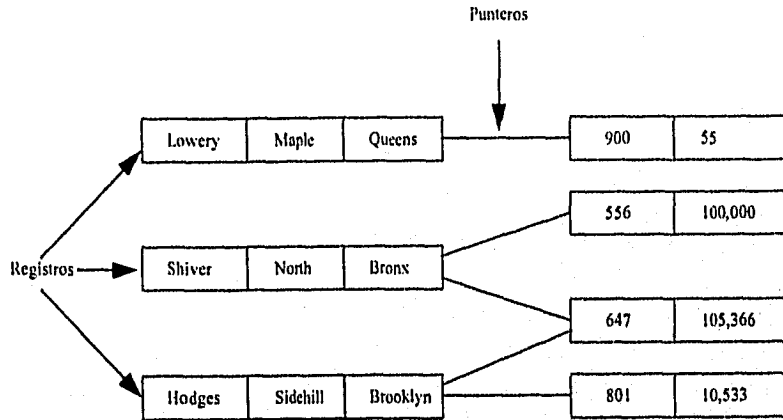 Punteros
Lowery Maple Queens 900 55
556 100,000
Registros Shiver North Bronx
647 105,366
Hodges Sidehill Brooklyn 801 10,533